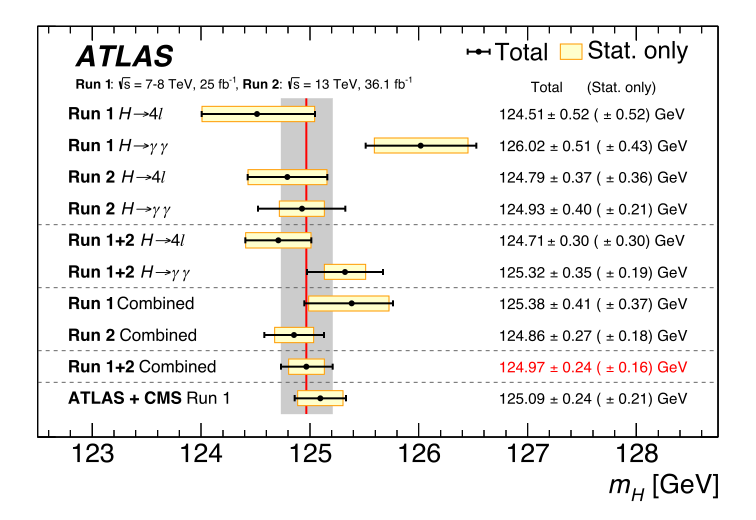 ATLAS
Total Stat. only
Run 1: √s = 7-8 TeV, 25 fb⁻¹, Run 2: √s = 13 TeV, 36.1 fb⁻¹
Total (Stat. only)
Run 1 H→4l 124.51 ± 0.52 ( ± 0.52) GeV
Run 1 H→γγ 126.02 ± 0.51 ( ± 0.43) GeV
Run 2 H→4l 124.79 ± 0.37 ( ± 0.36) GeV
Run 2 H→γγ 124.93 ± 0.40 ( ± 0.21) GeV
Run 1+2 H→4l 124.71 ± 0.30 ( ± 0.30) GeV
Run 1+2 H→γγ 125.32 ± 0.35 ( ± 0.19) GeV
Run 1 Combined 125.38 ± 0.41 ( ± 0.37) GeV
Run 2 Combined 124.86 ± 0.27 ( ± 0.18) GeV
Run 1+2 Combined 124.97 ± 0.24 ( ± 0.16) GeV
ATLAS + CMS Run 1 125.09 ± 0.24 ( ± 0.21) GeV
123 124 125 126 127 128
m_H [GeV]